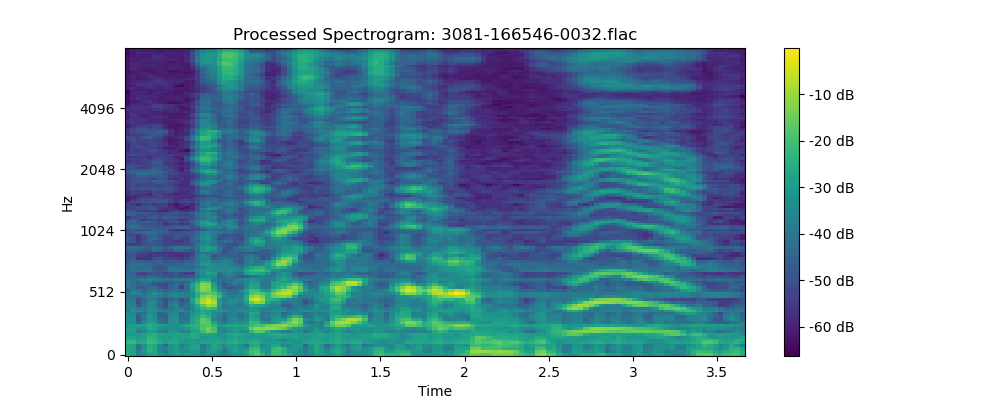 Processed Spectrogram: 3081-166546-0032.flac
Hz
4096
2048
1024
512
0
0
0.5
1
1.5
2
2.5
3
3.5
Time
-10 dB
-20 dB
-30 dB
-40 dB
-50 dB
-60 dB